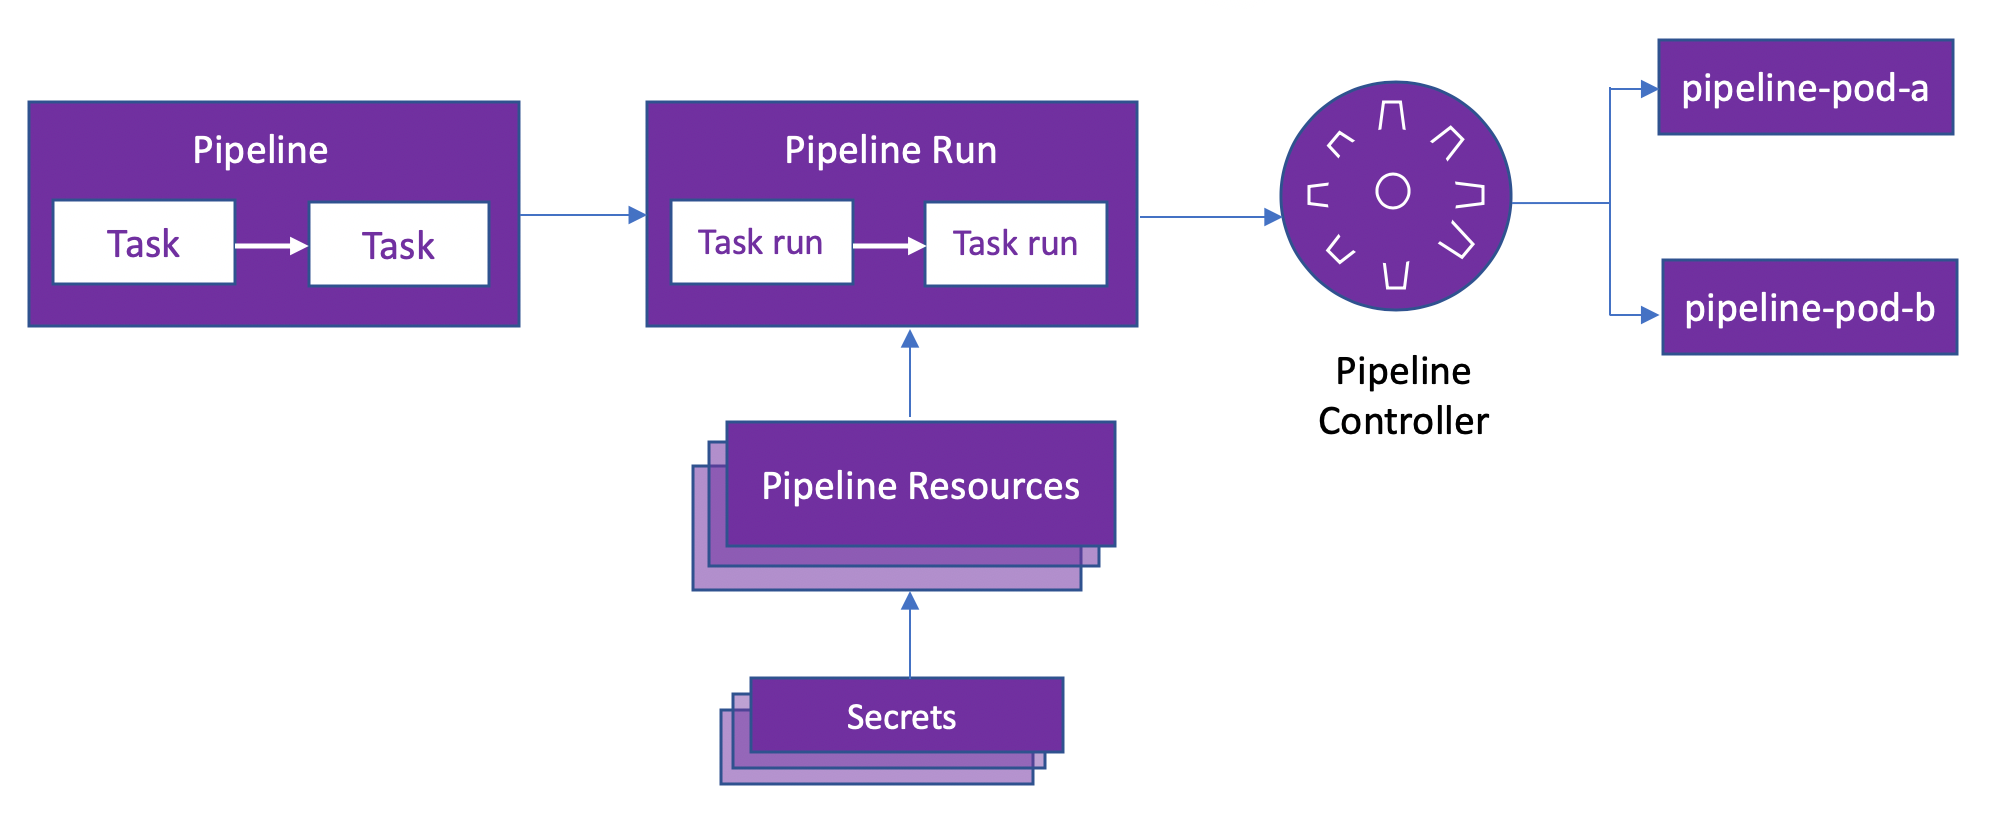 Pipeline
Task
Task
Pipeline Run
Task run
Task run
Pipeline
Controller
pipeline-pod-a
pipeline-pod-b
Pipeline Resources
Secrets